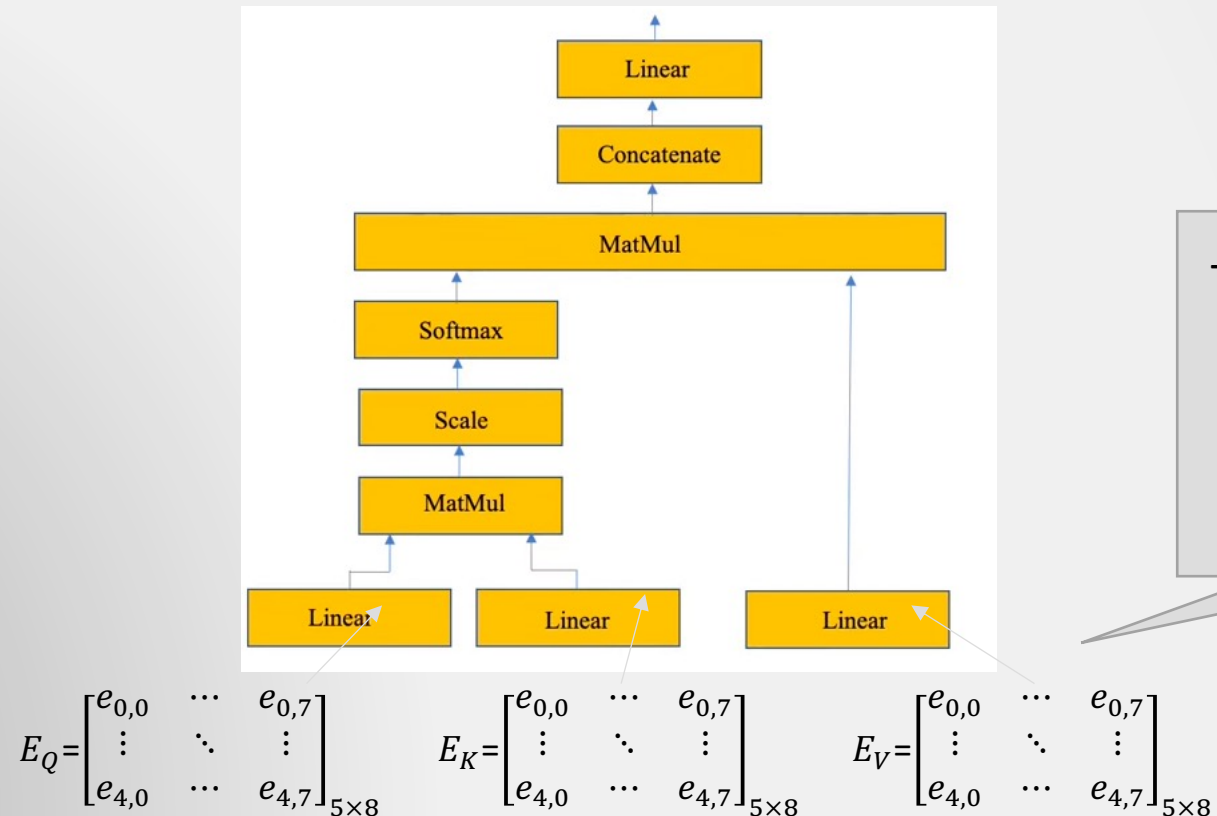 Linear
Concatenate
MatMul
Softmax
Scale
MatMul
Linear Linear Linear
E_Q=[e_{0,0} ⋯ e_{0,7} ⋮ ⋱ ⋮ e_{4,0} ⋯ e_{4,7}]_{5×8} E_K=[e_{0,0} ⋯ e_{0,7} ⋮ ⋱ ⋮ e_{4,0} ⋯ e_{4,7}]_{5×8} E_V=[e_{0,0} ⋯ e_{0,7} ⋮ ⋱ ⋮ e_{4,0} ⋯ e_{4,7}]_{5×8}